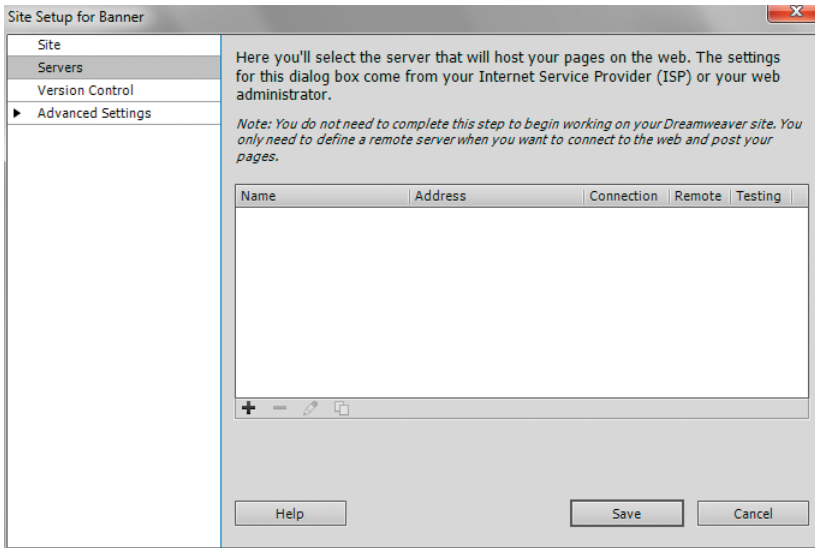 Site Setup for Banner
Site
Servers
Version Control
Advanced Settings
Here you'll select the server that will host your pages on the web. The settings
for this dialog box come from your Internet Service Provider (ISP) or your web
administrator.
Note: You do not need to complete this step to begin working on your Dreamweaver site. You
only need to define a remote server when you want to connect to the web and post your
pages.
Name Address Connection Remote Testing
Help Save Cancel